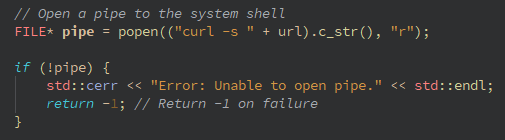 // Open a pipe to the system shell
FILE* pipe = popen(("curl -s " + url).c_str(), "r");
if (!pipe) {
std::cerr << "Error: Unable to open pipe." << std::endl;
return -1; // Return -1 on failure
}